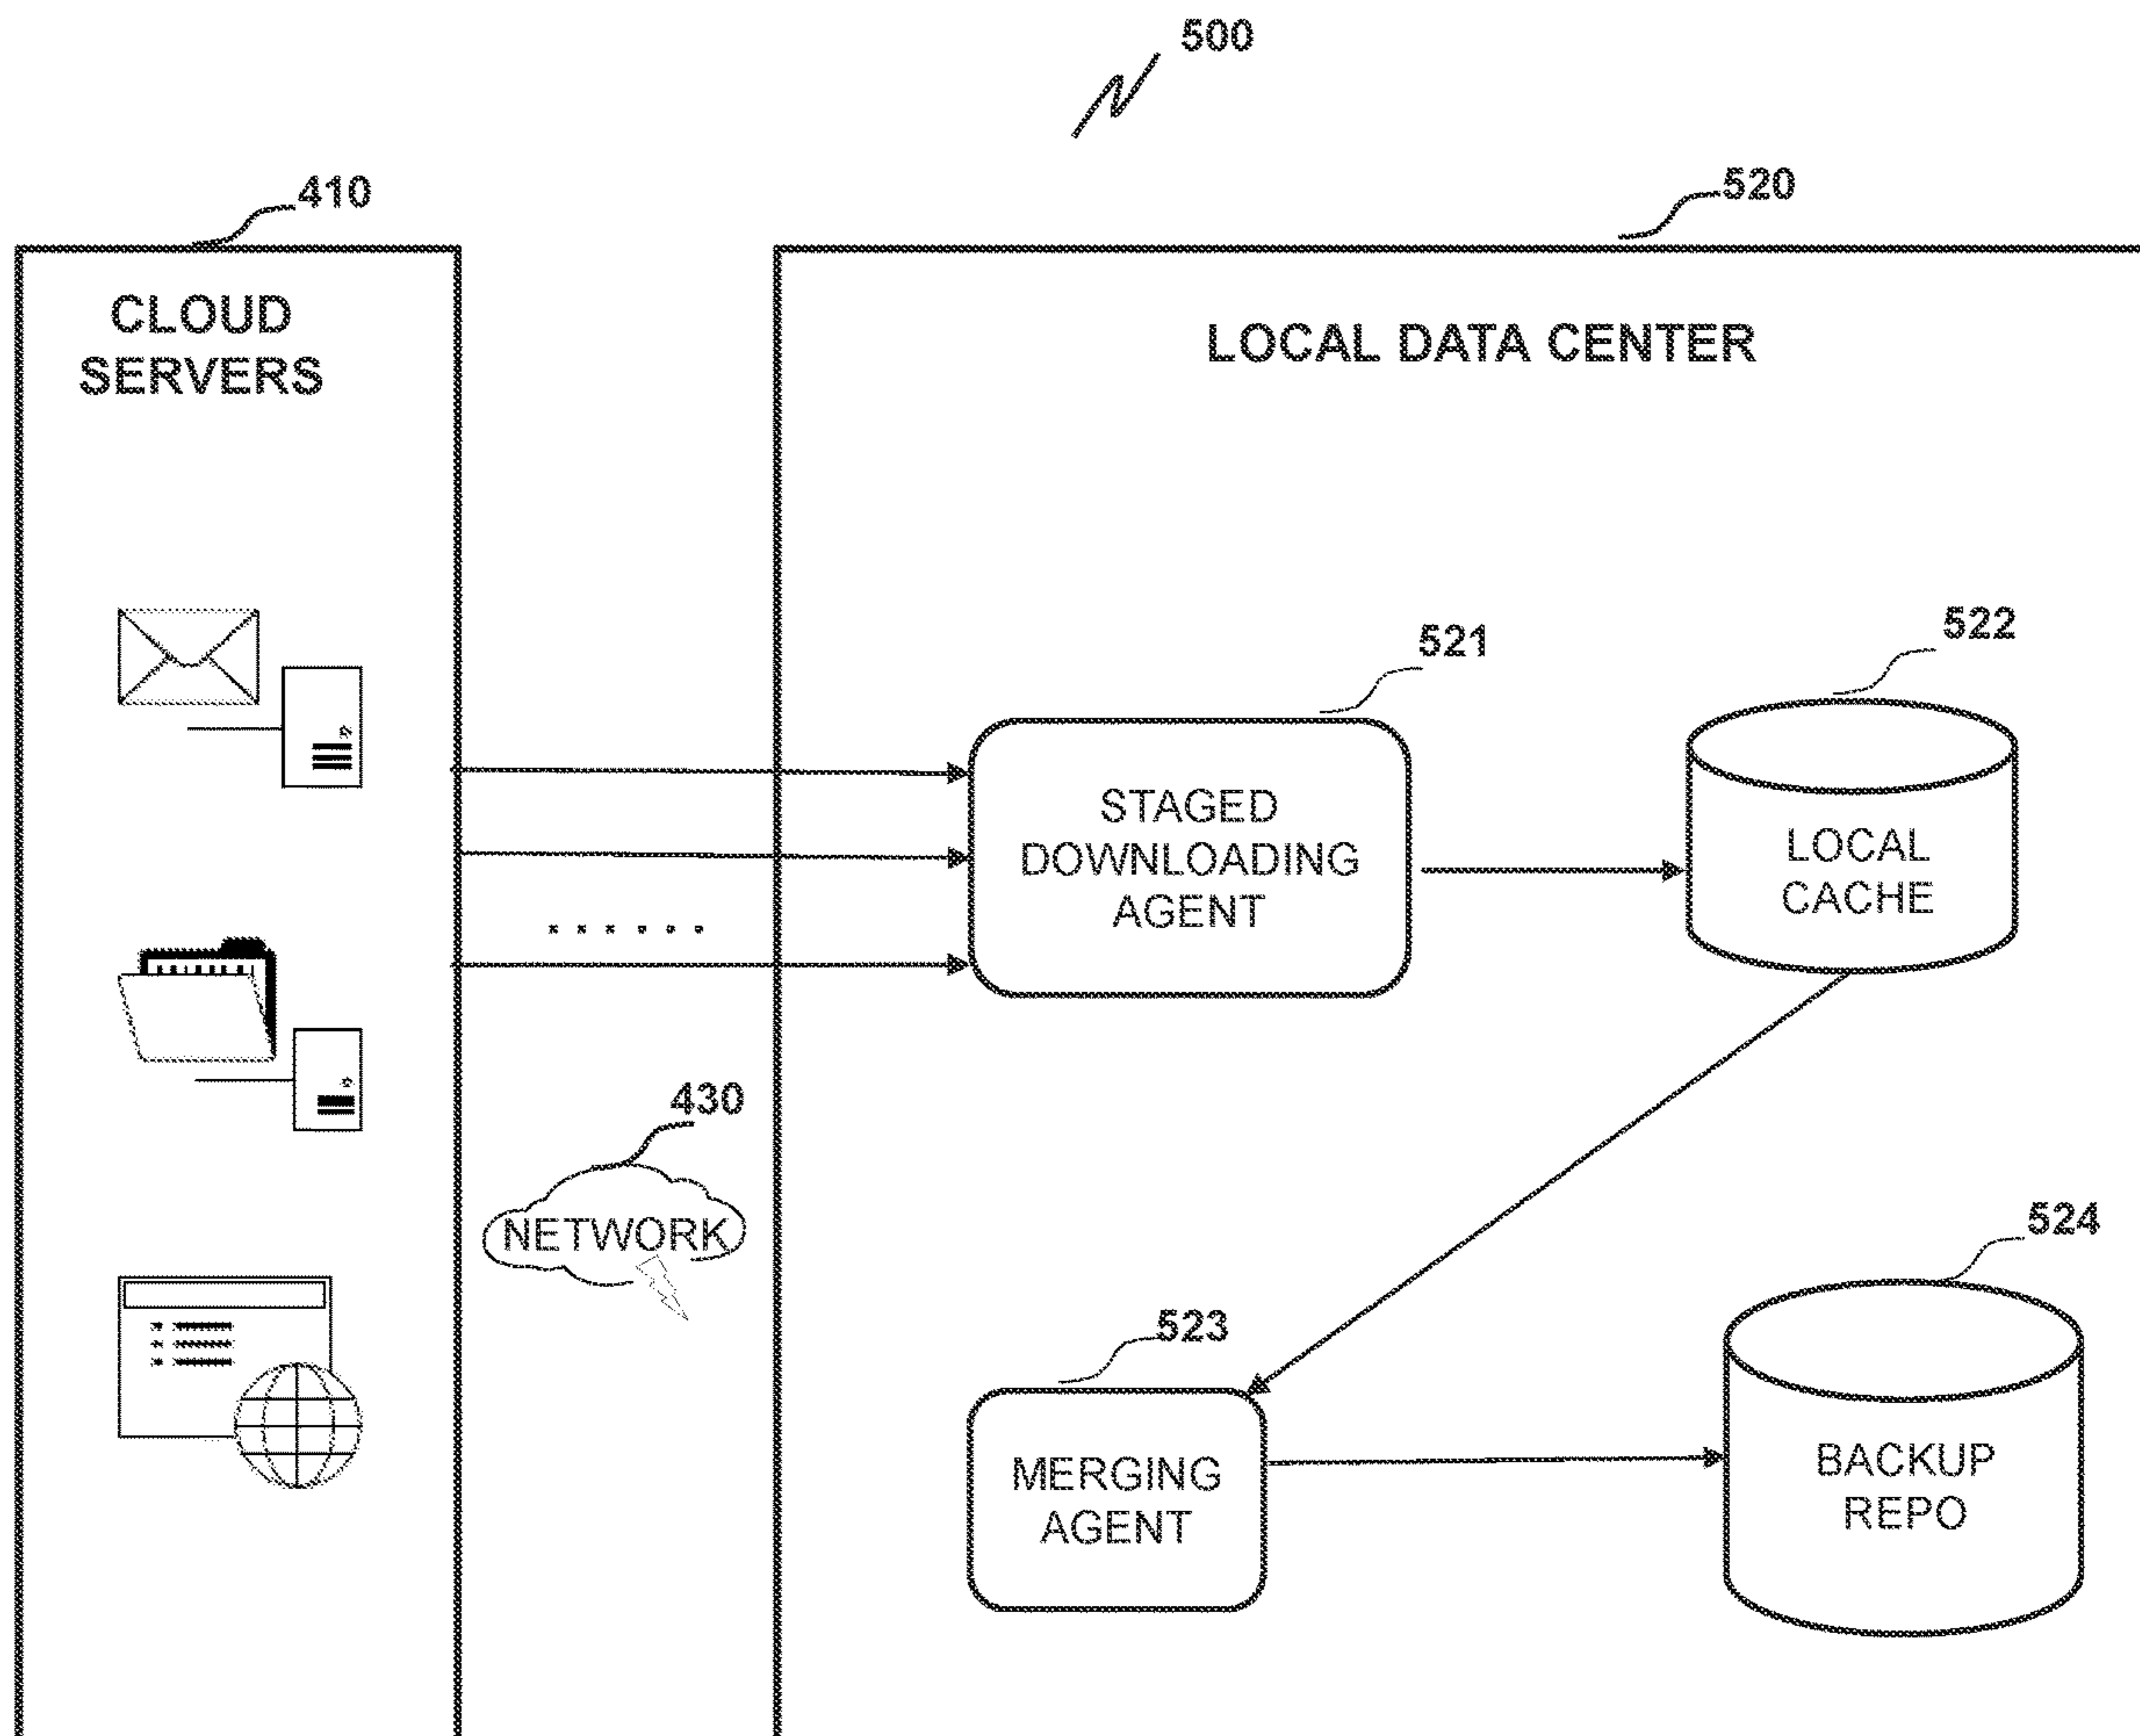 500
410
520
CLOUD
SERVERS
LOCAL DATA CENTER
521
522
STAGED
DOWNLOADING
AGENT
LOCAL
CACHE
430
NETWORK
524
523
MERGING
AGENT
BACKUP
REPO